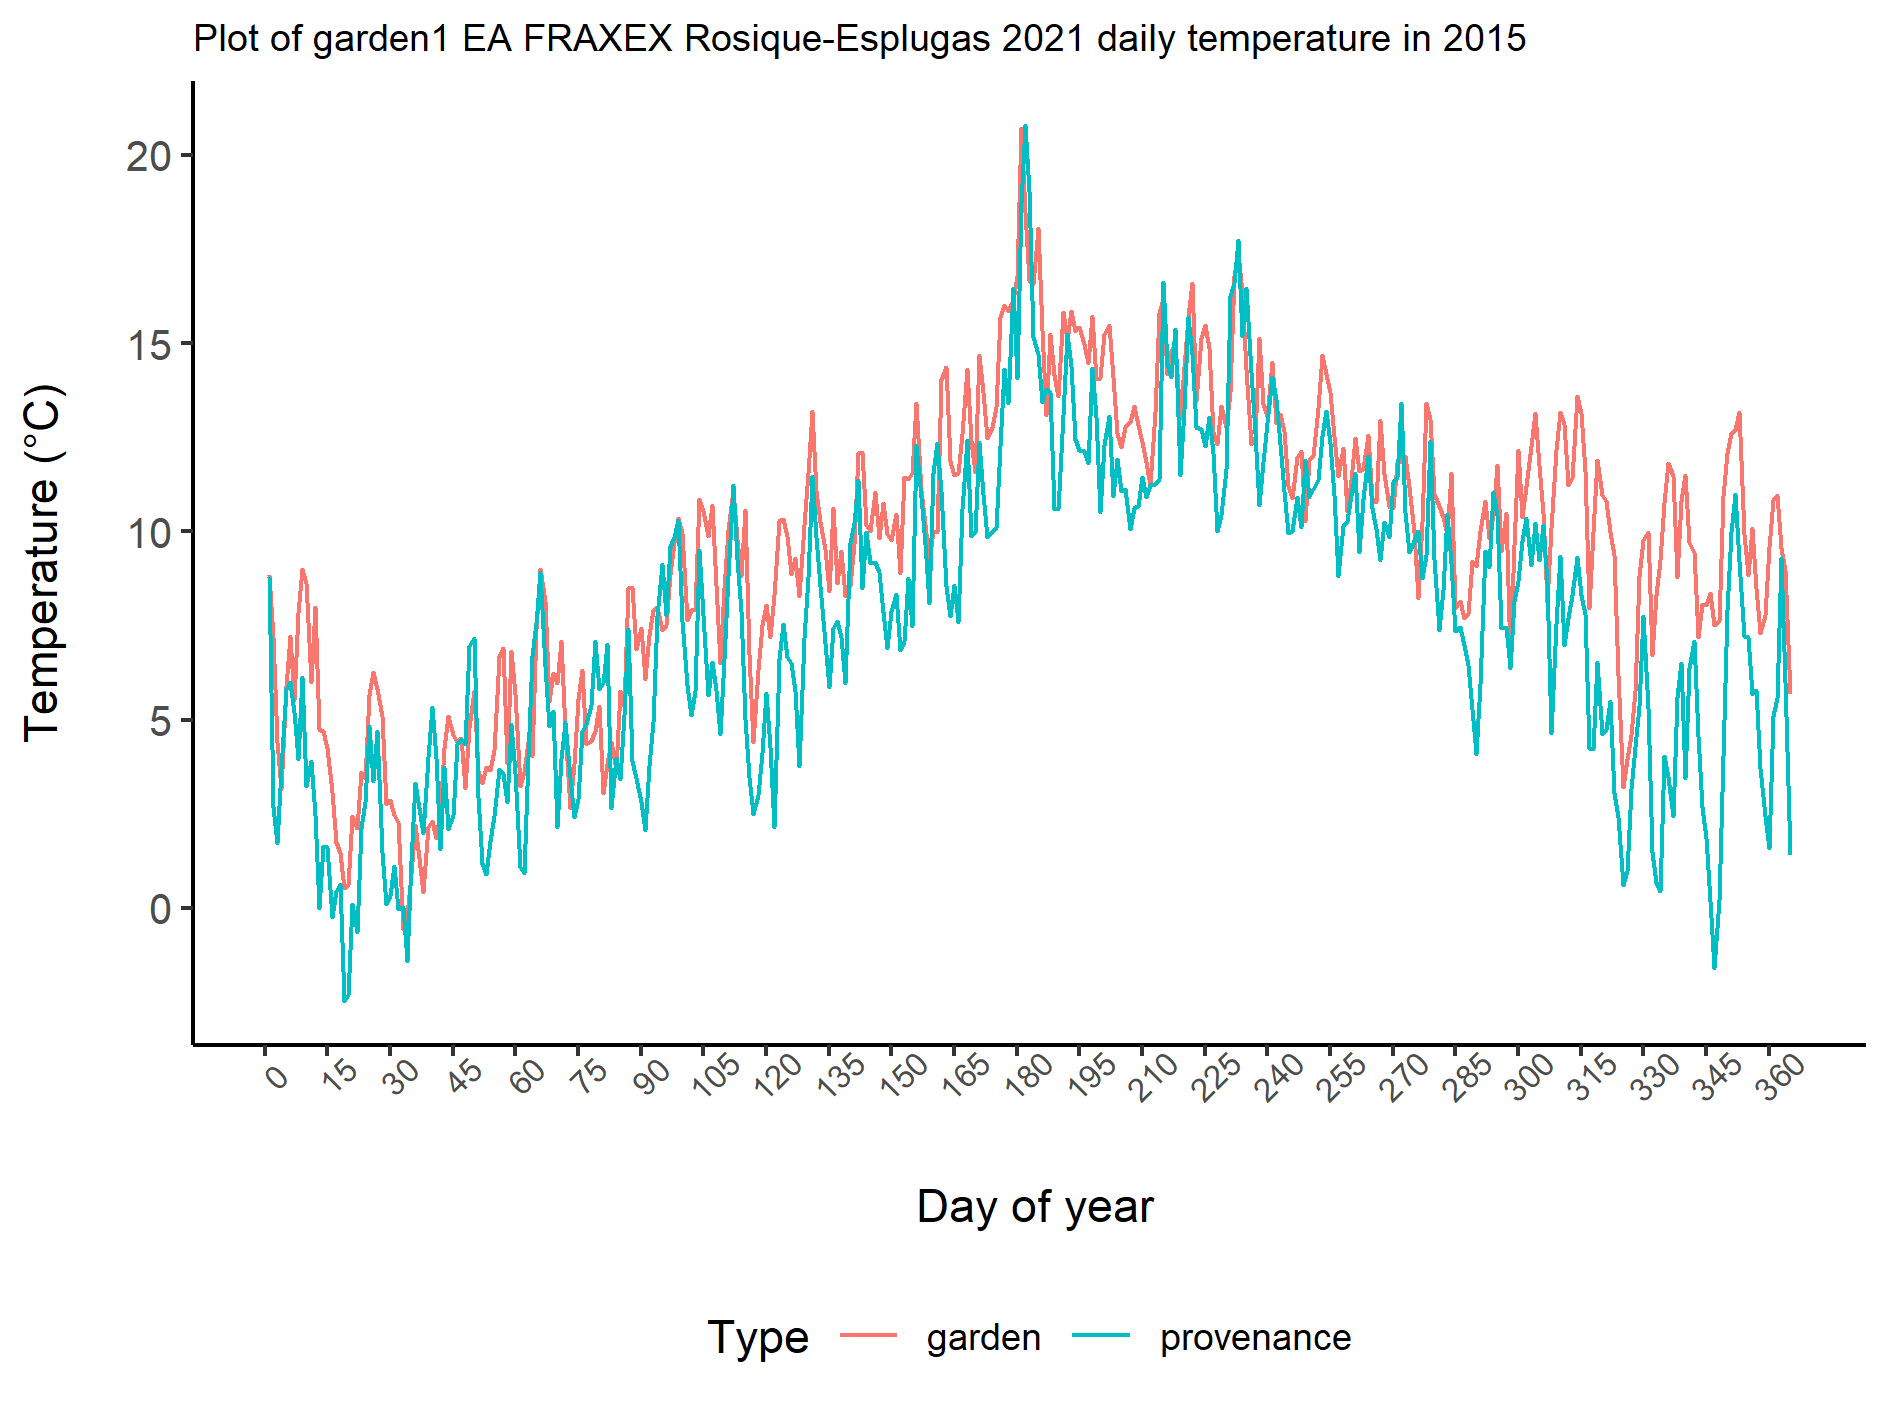 Plot of garden1 EA FRAXEX Rosique-Esplugas 2021 daily temperature in 2015
Temperature (°C)
20
15
10
5
0
0 15 30 45 60 75 90 105 120 135 150 165 180 195 210 225 240 255 270 285 300 315 330 345 360
Day of year
Type garden provenance